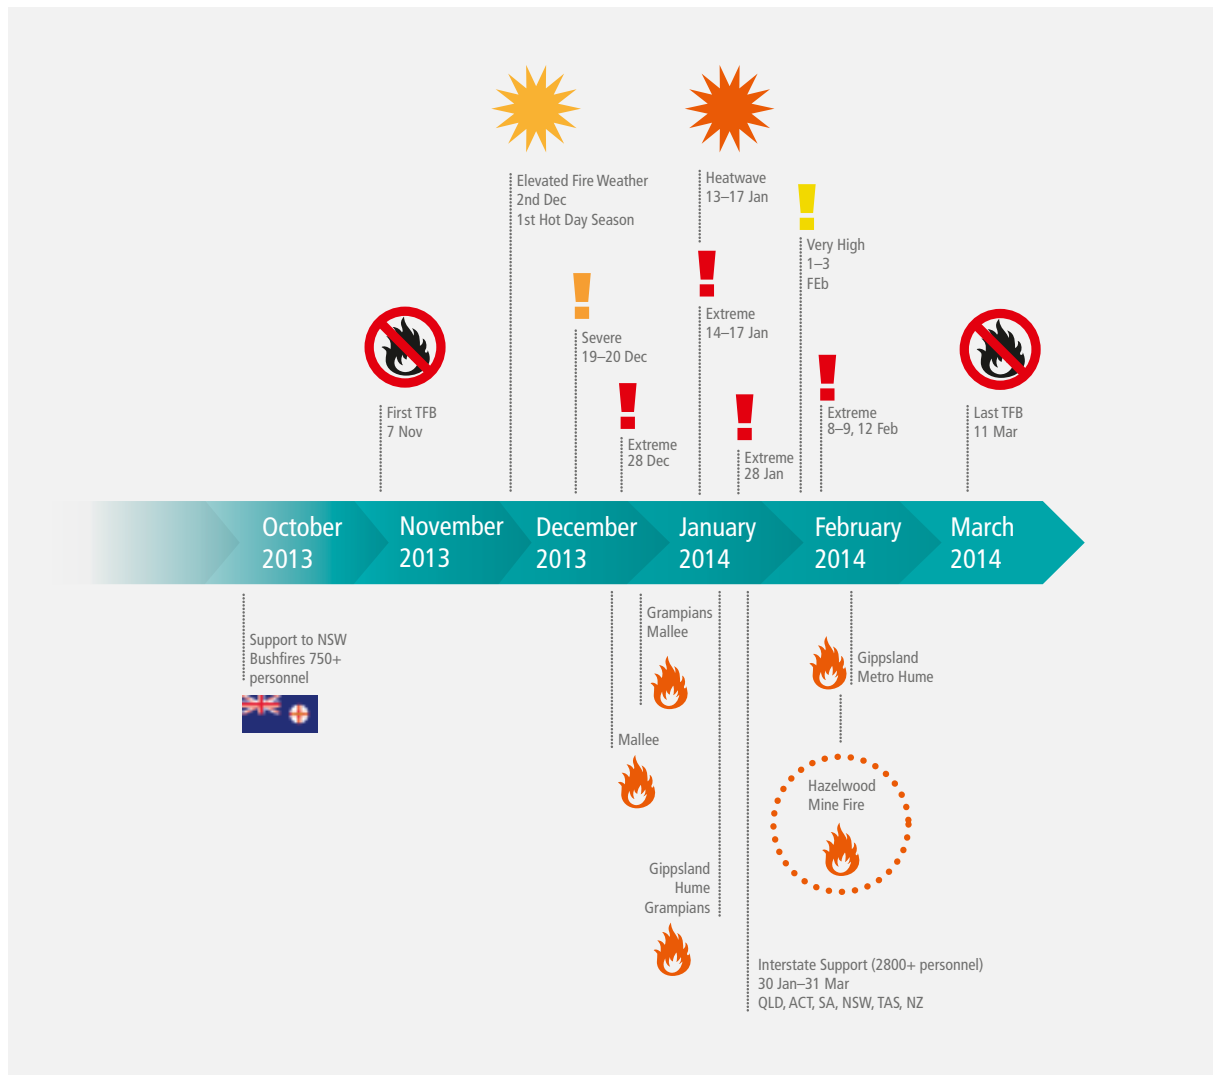 Elevated Fire Weather
2nd Dec
1st Hot Day Season
Heatwave
13–17 Jan
Very High
1–3
FEb
Severe
19–20 Dec
Extreme
14–17 Jan
First TFB
7 Nov
Extreme
28 Dec
Extreme
28 Jan
Extreme
8–9, 12 Feb
Last TFB
11 Mar
October
2013
November
2013
December
2013
January
2014
February
2014
March
2014
Support to NSW
Bushfires 750+
personnel
Grampians
Mallee
Mallee
Gippsland
Hume
Grampians
Gippsland
Metro Hume
Hazelwood
Mine Fire
Interstate Support (2800+ personnel)
30 Jan–31 Mar
QLD, ACT, SA, NSW, TAS, NZ